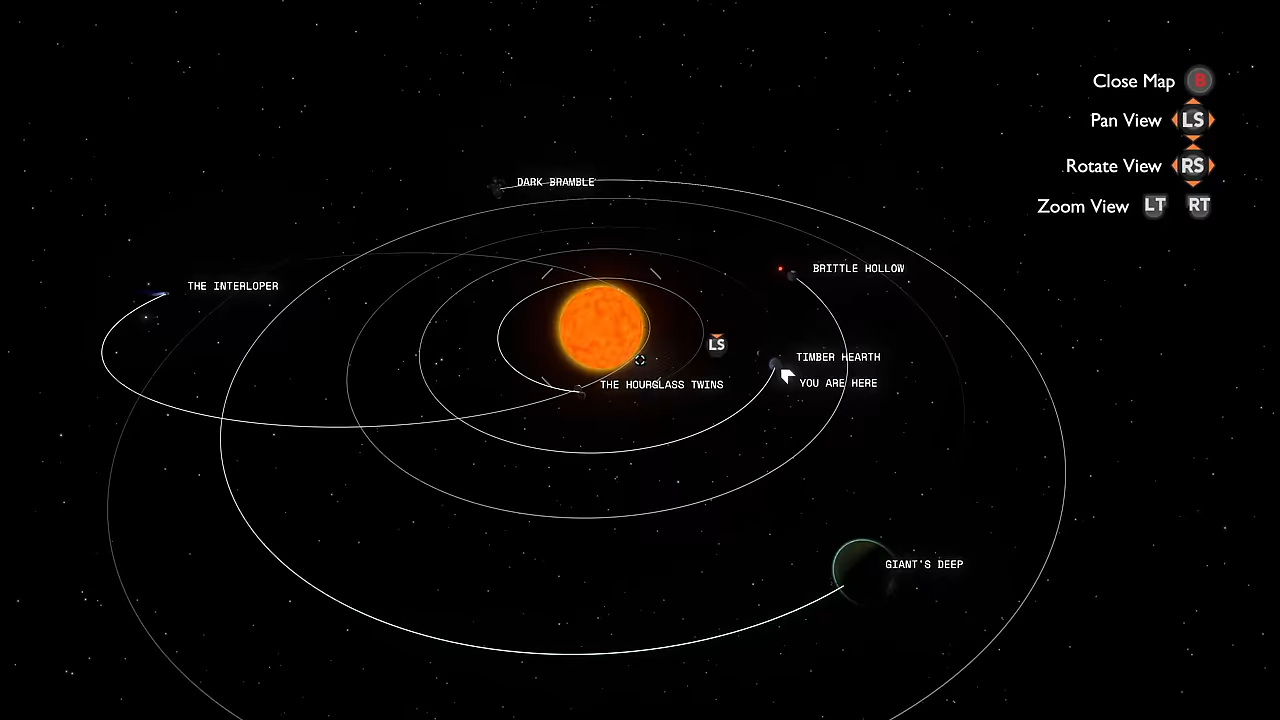 Close Map B
Pan View LS
Rotate View RS
Zoom View LT RT
DARK BRAMBLE
BRITTLE HOLLOW
THE INTERLOPER
LS
TIMBER HEARTH
YOU ARE HERE
THE HOURGLASS TWINS
GIANT'S DEEP